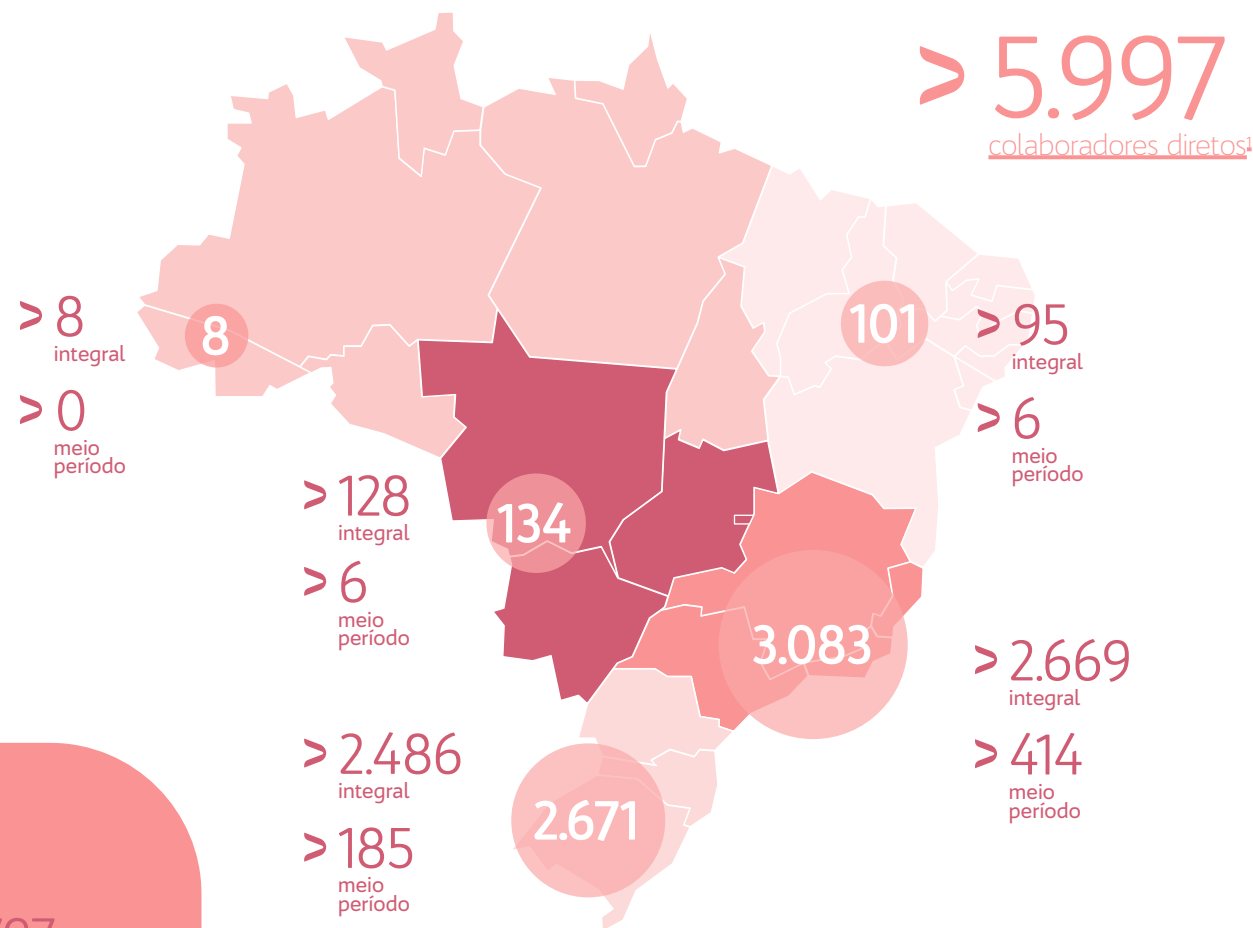 > 5.997
colaboradores diretos¹
8
> 8
integral
> 0
meio
período
101
> 95
integral
> 6
meio
período
134
> 128
integral
> 6
meio
período
3.083
> 2.669
integral
> 414
meio
período
2.671
> 2.486
integral
> 185
meio
período